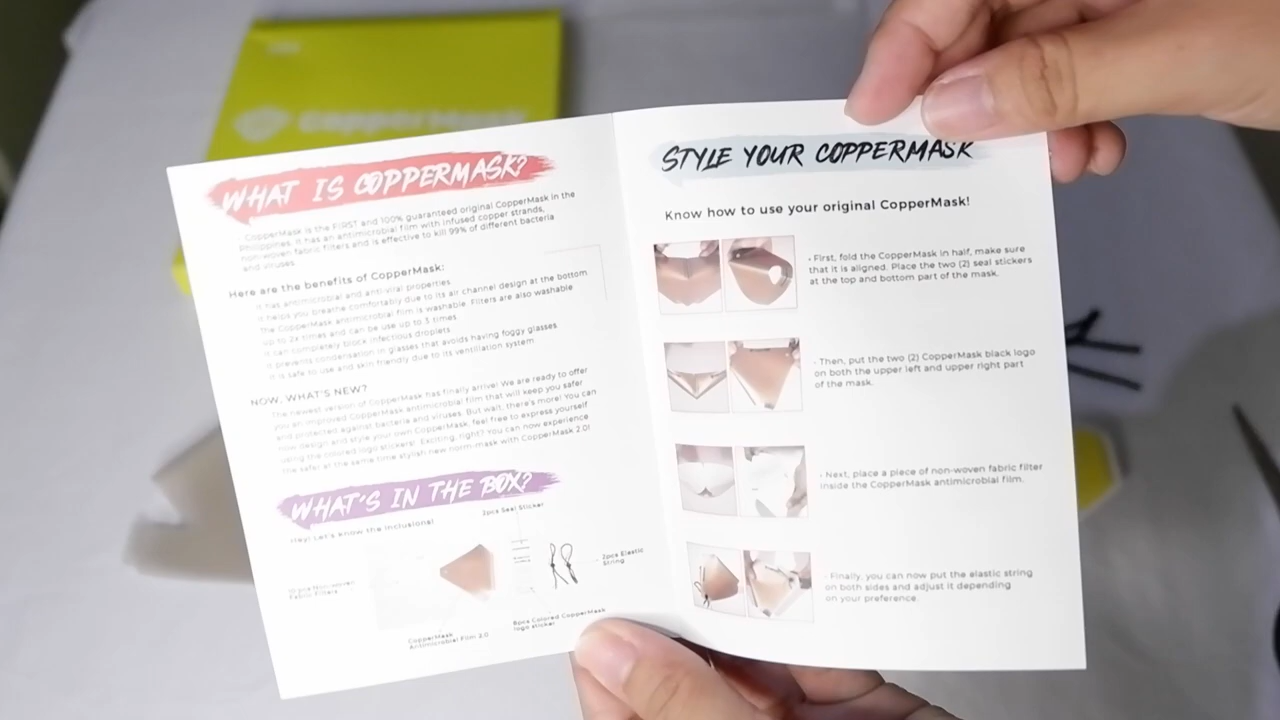 CopperMask
WHAT IS COPPERMASK?
- CopperMask is the FIRST and 100% guaranteed original CopperMask in the
Philippines. It has an antimicrobial film with infused copper strands,
nonwoven fabric filters and is effective to kill 99% of different bacteria
and viruses.
Here are the benefits of CopperMask:
It has antimicrobial and anti-viral properties
It helps you breathe comfortably due to its air channel design at the bottom
The CopperMask antimicrobial film is washable. Filters are also washable
up to 2x times and can be use up to 3 times.
It can completely block infectious droplets
It prevents condensation in glasses that avoids having foggy glasses
It is safe to use and skin friendly due to its ventilation system
NOW, WHAT'S NEW?
The newest version of CopperMask has finally arrive! We are ready to offer
you an improved CopperMask antimicrobial film that will keep you safer
and protected against bacteria and viruses. But wait, there's more! You can
now design and style your own CopperMask, feel free to express yourself
using the colored logo stickers! Exciting, right? You can now experience
the safer at the same time stylish new norm-mask with CopperMask 2.0!
WHAT'S IN THE BOX?
Hey! Let's know the inclusions!
2pcs Seal Sticker
2pcs Elastic
String
10 pcs Non-woven
Fabric Filters
CopperMask
Antimicrobial Film 2.0
8pcs Colored CopperMask
logo sticker
STYLE YOUR COPPERMASK
Know how to use your original CopperMask!
- First, fold the CopperMask in half, make sure
that it is aligned. Place the two (2) seal stickers
at the top and bottom part of the mask.
- Then, put the two (2) CopperMask black logo
on both the upper left and upper right part
of the mask.
- Next, place a piece of non-woven fabric filter
inside the CopperMask antimicrobial film.
- Finally, you can now put the elastic string
on both sides and adjust it depending
on your preference.